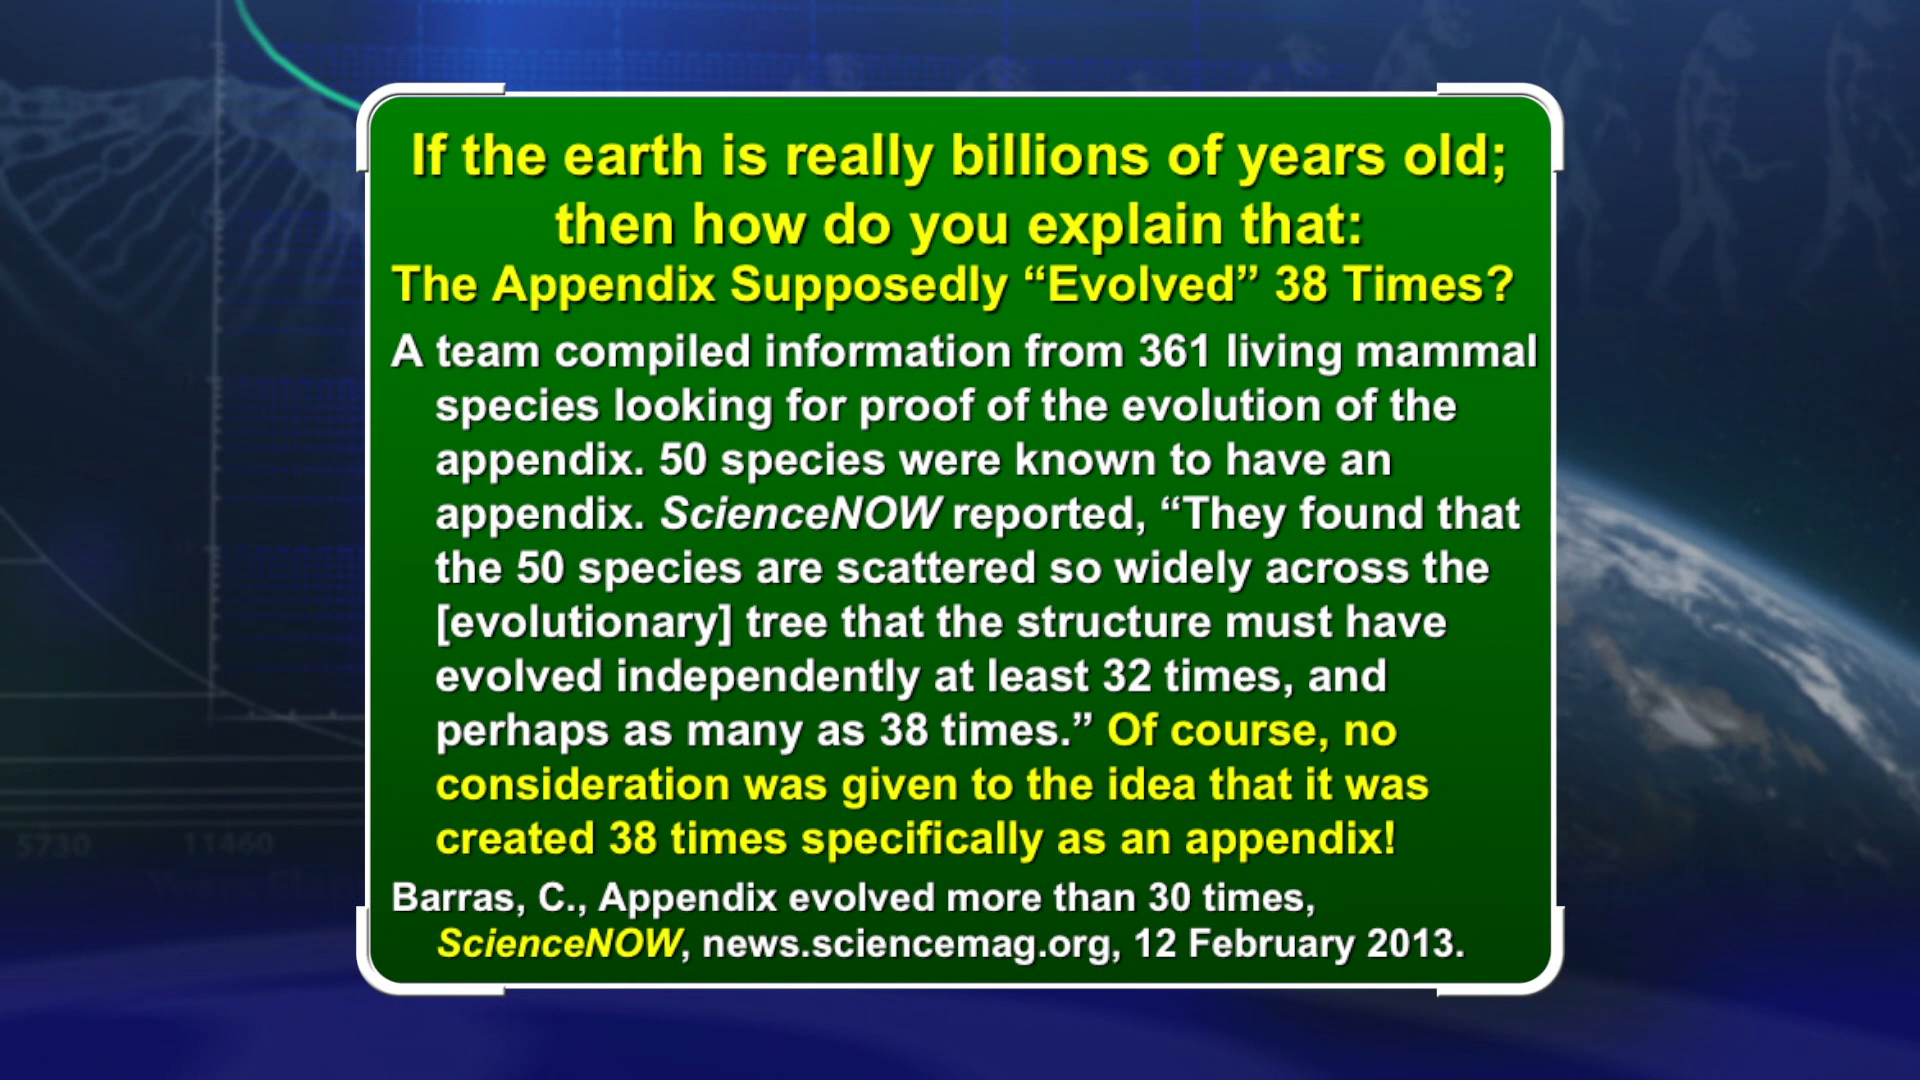 If the earth is really billions of years old;
then how do you explain that:
The Appendix Supposedly “Evolved” 38 Times?
A team compiled information from 361 living mammal
species looking for proof of the evolution of the
appendix. 50 species were known to have an
appendix. ScienceNOW reported, “They found that
the 50 species are scattered so widely across the
[evolutionary] tree that the structure must have
evolved independently at least 32 times, and
perhaps as many as 38 times.” Of course, no
consideration was given to the idea that it was
created 38 times specifically as an appendix!
Barras, C., Appendix evolved more than 30 times,
ScienceNOW, news.sciencemag.org, 12 February 2013.
5730 11460